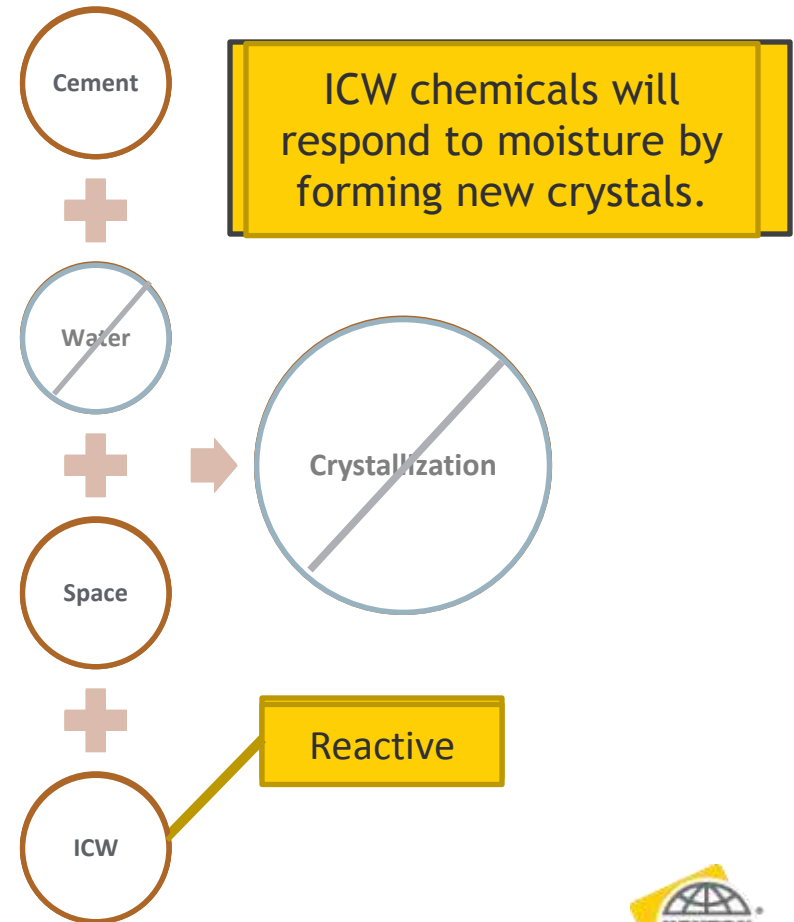 Cement
ICW chemicals will
respond to moisture by
forming new crystals.
Water
Crystallization
Space
Reactive
ICW